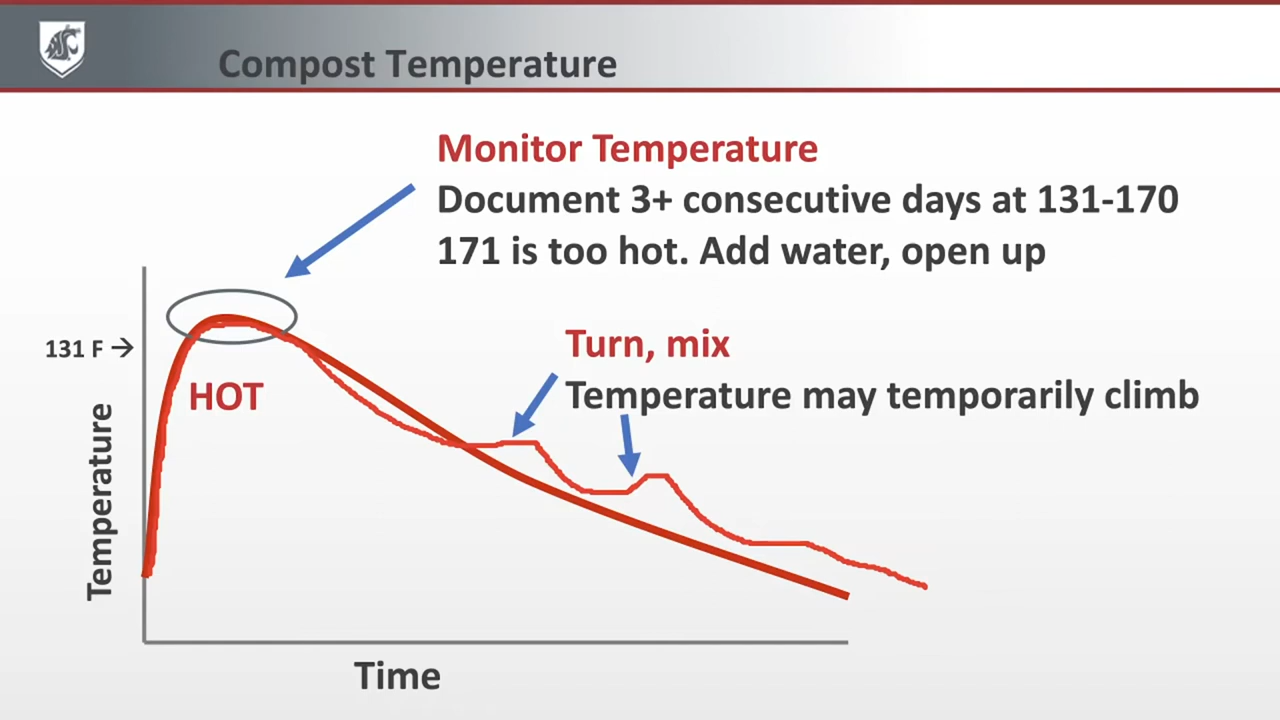 Compost Temperature
Monitor Temperature
Document 3+ consecutive days at 131-170
171 is too hot. Add water, open up
131 F →
HOT
Turn, mix
Temperature may temporarily climb
Temperature
Time